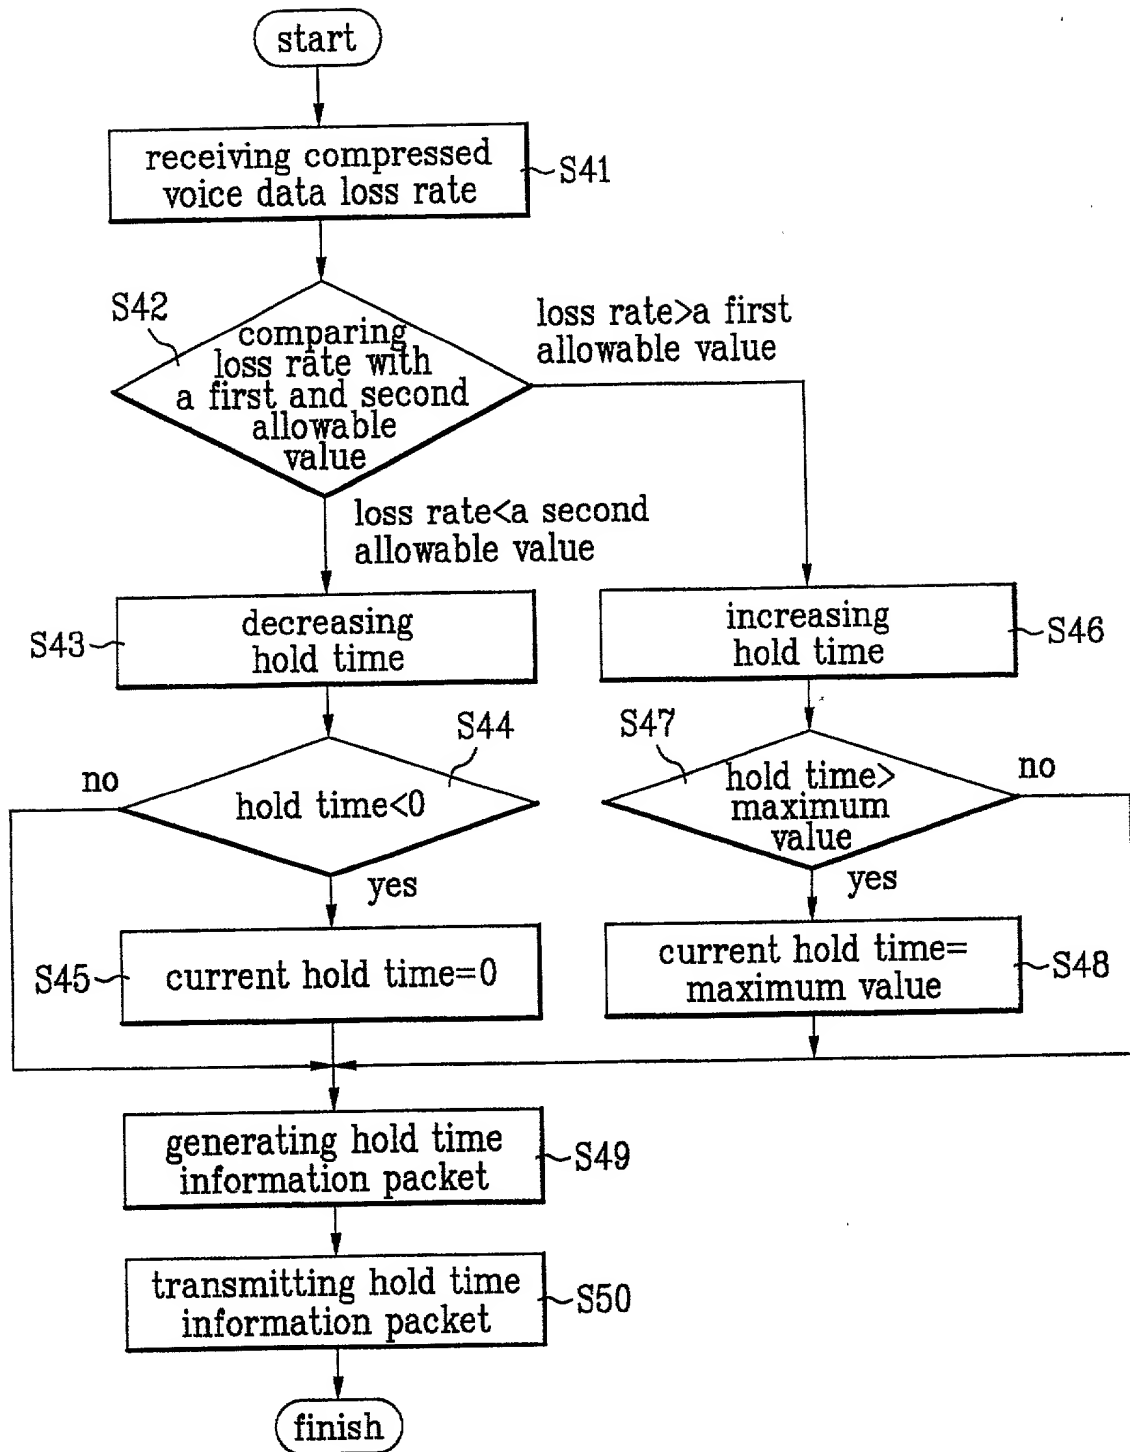 start
receiving compressed
voice data loss rate
S41
S42
comparing
loss rate with
a first and second
allowable
value
loss rate>a first
allowable value
loss rate<a second
allowable value
S43
decreasing
hold time
increasing
hold time
S46
S44
no
hold time<0
yes
S47
hold time>
maximum
value
no
yes
S45
current hold time=0
current hold time=
maximum value
S48
generating hold time
information packet
S49
transmitting hold time
information packet
S50
finish